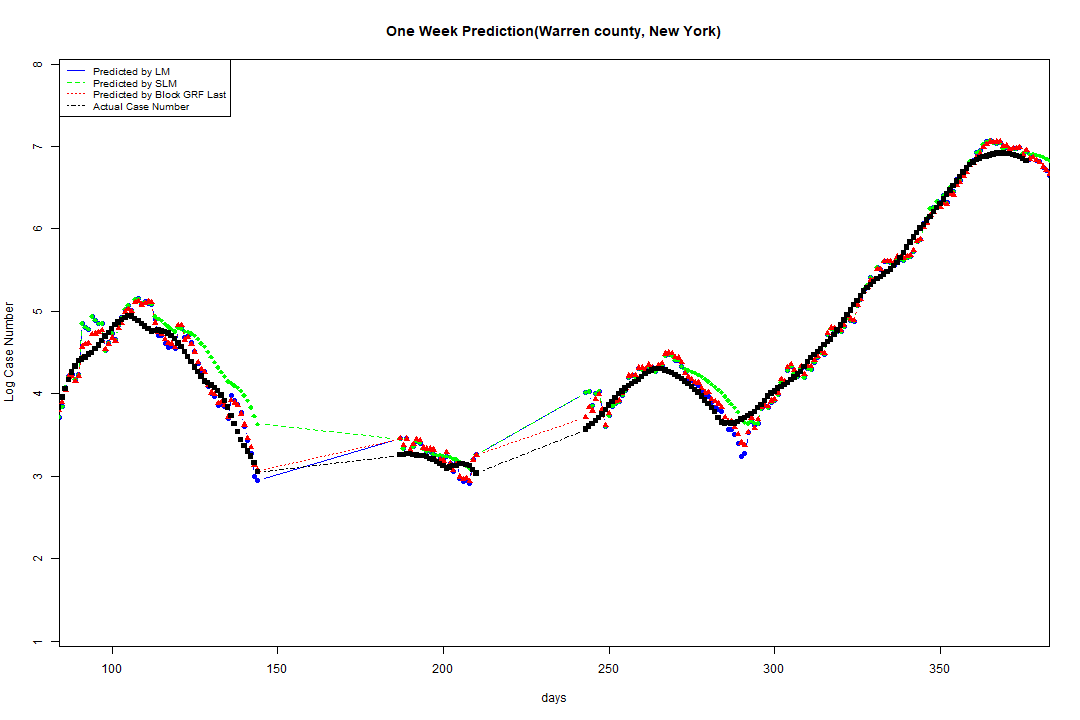 One Week Prediction(Warren county, New York)
Predicted by LM
Predicted by SLM
Predicted by Block GRF Last
Actual Case Number
8
7
6
5
4
3
2
1
Log Case Number
100 150 200 250 300 350
days